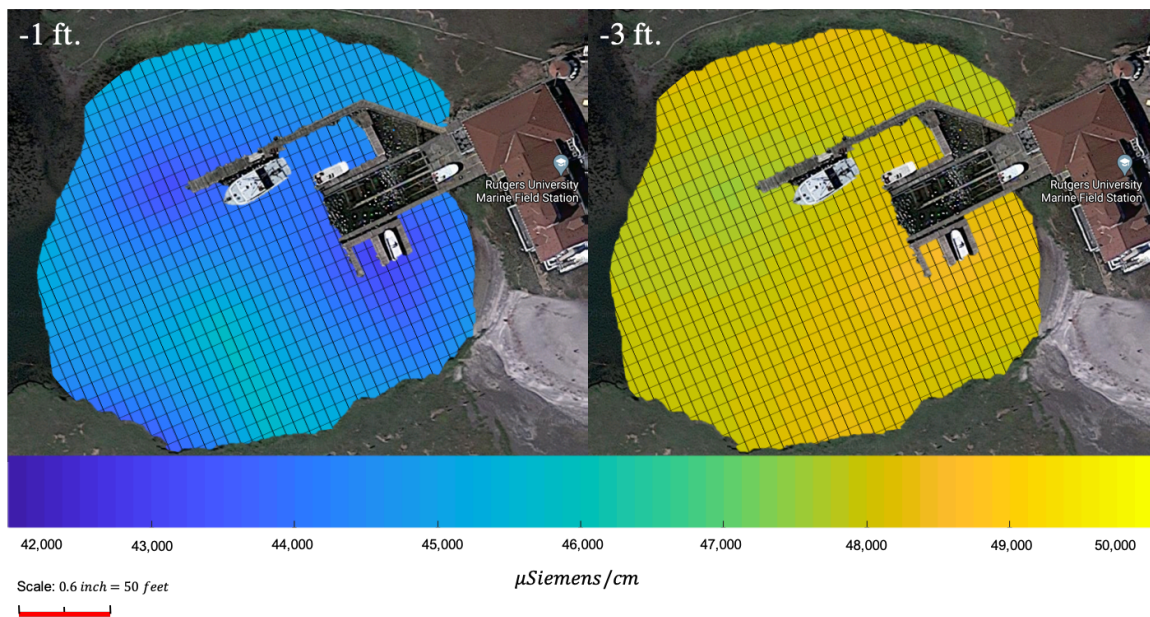 -1 ft.
-3 ft.
Rutgers University
Marine Field Station
Rutgers University
Marine Field Station
42,000 43,000 44,000 45,000 46,000 47,000 48,000 49,000 50,000
μSiemens/cm
Scale: 0.6 inch = 50 feet